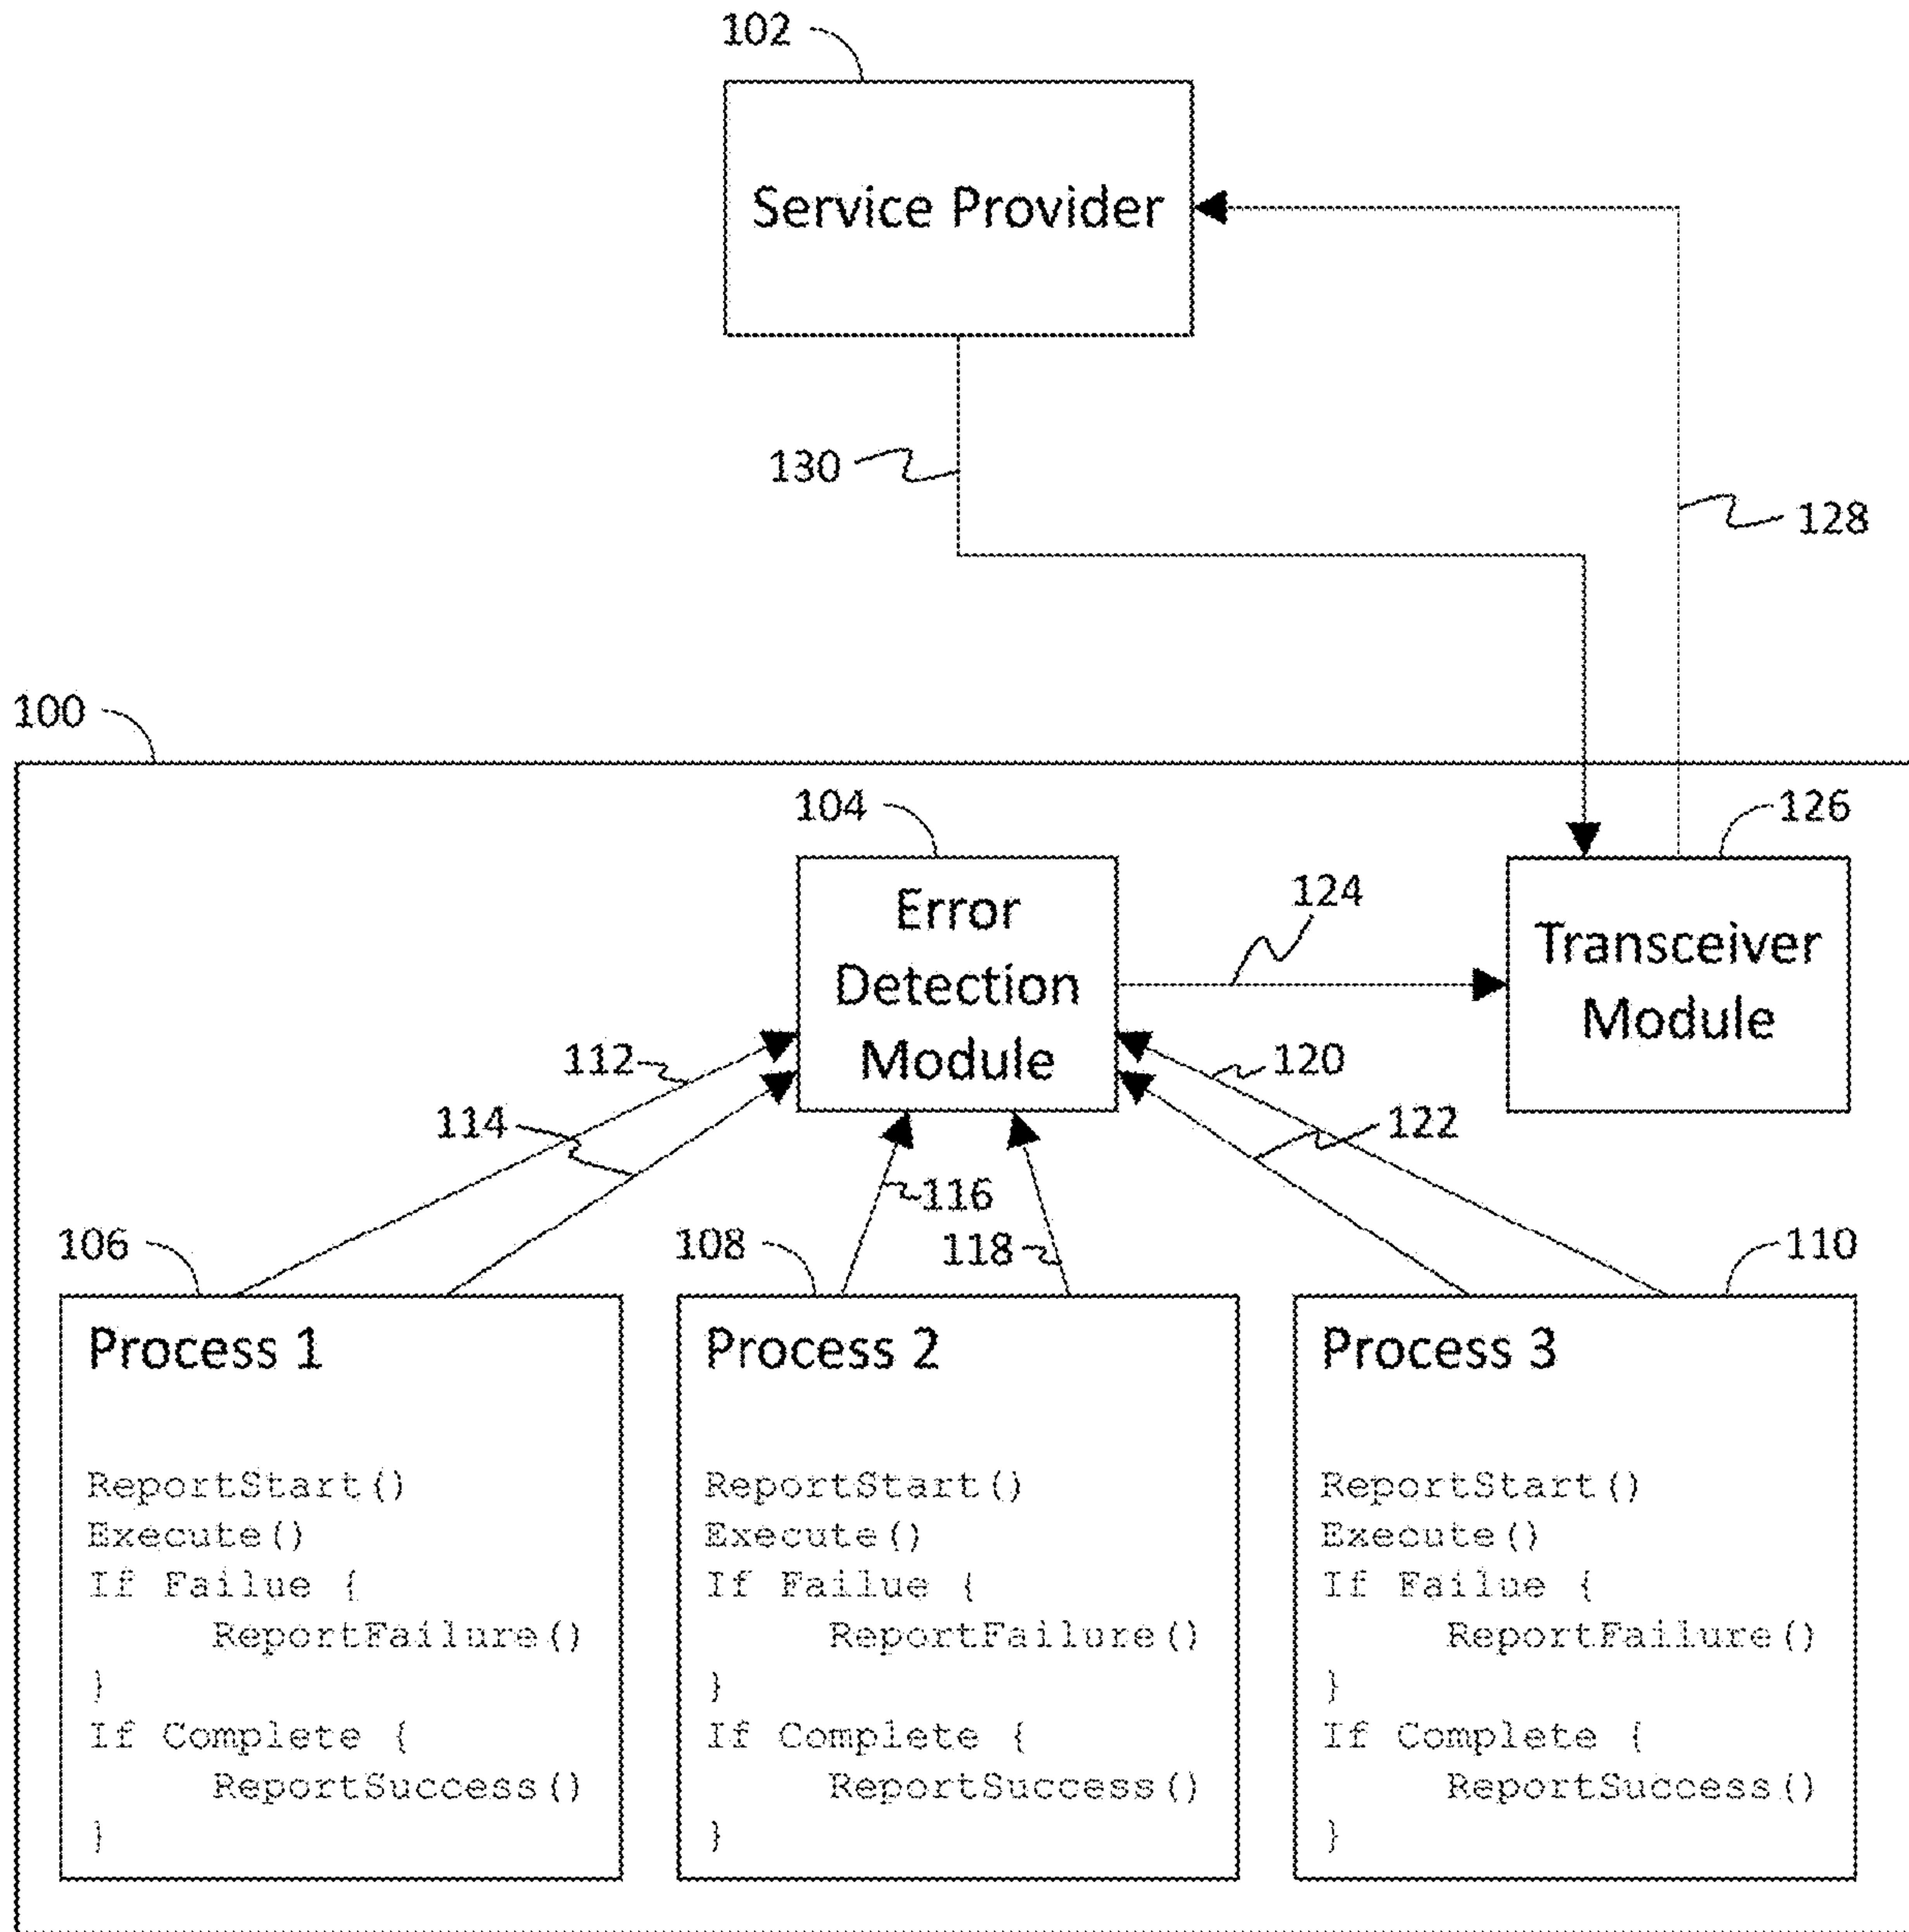 102
Service Provider
130
128
100
104
126
Error
Detection
Module
124
Transceiver
Module
112
120
114
122
116
106
108
118
110
Process 1
ReportStart()
Execute()
If Failue {
    ReportFailure()
}
If Complete {
    ReportSuccess()
}
Process 2
ReportStart()
Execute()
If Failue {
    ReportFailure()
}
If Complete {
    ReportSuccess()
}
Process 3
ReportStart()
Execute()
If Failue {
    ReportFailure()
}
If Complete {
    ReportSuccess()
}